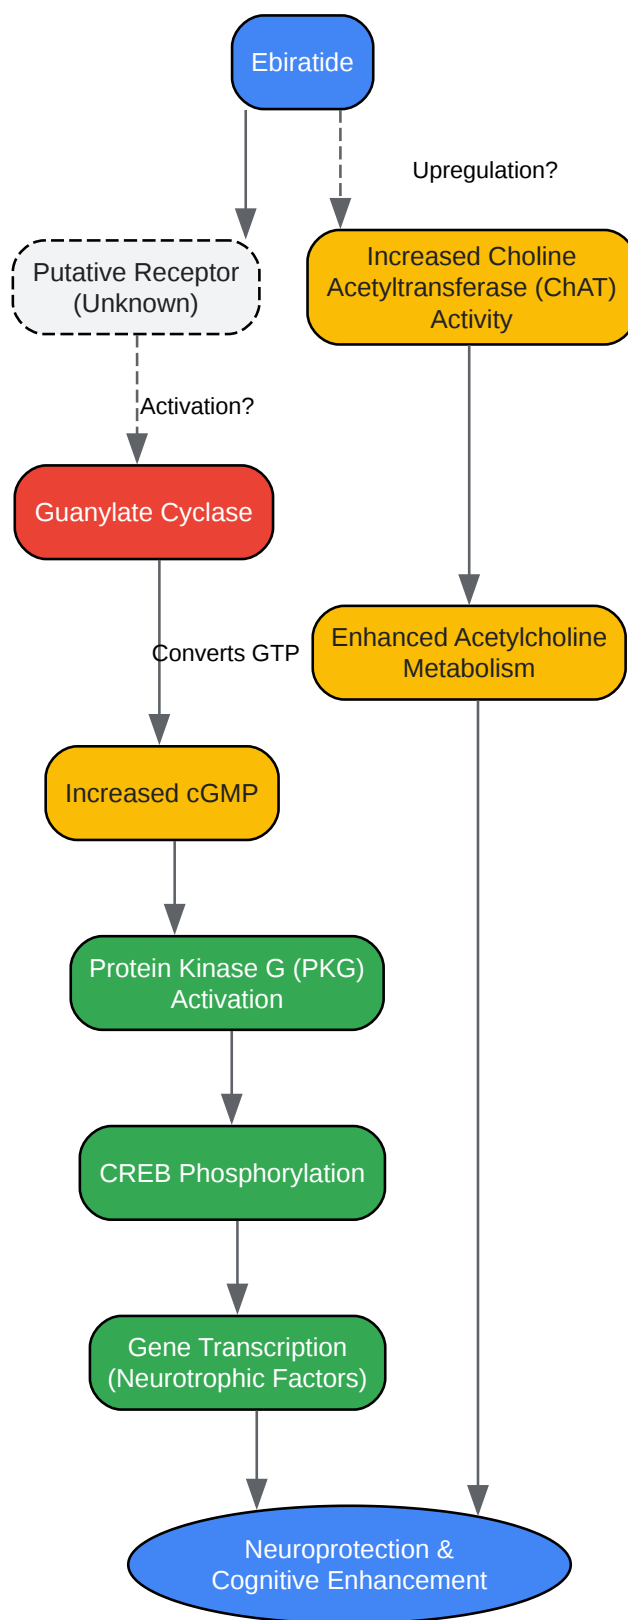 Ebiratide
Upregulation?
Putative Receptor
(Unknown)
Increased Choline
Acetyltransferase (ChAT)
Activity
Activation?
Guanylate Cyclase
Converts GTP
Enhanced Acetylcholine
Metabolism
Increased cGMP
Protein Kinase G (PKG)
Activation
CREB Phosphorylation
Gene Transcription
(Neurotrophic Factors)
Neuroprotection &
Cognitive Enhancement